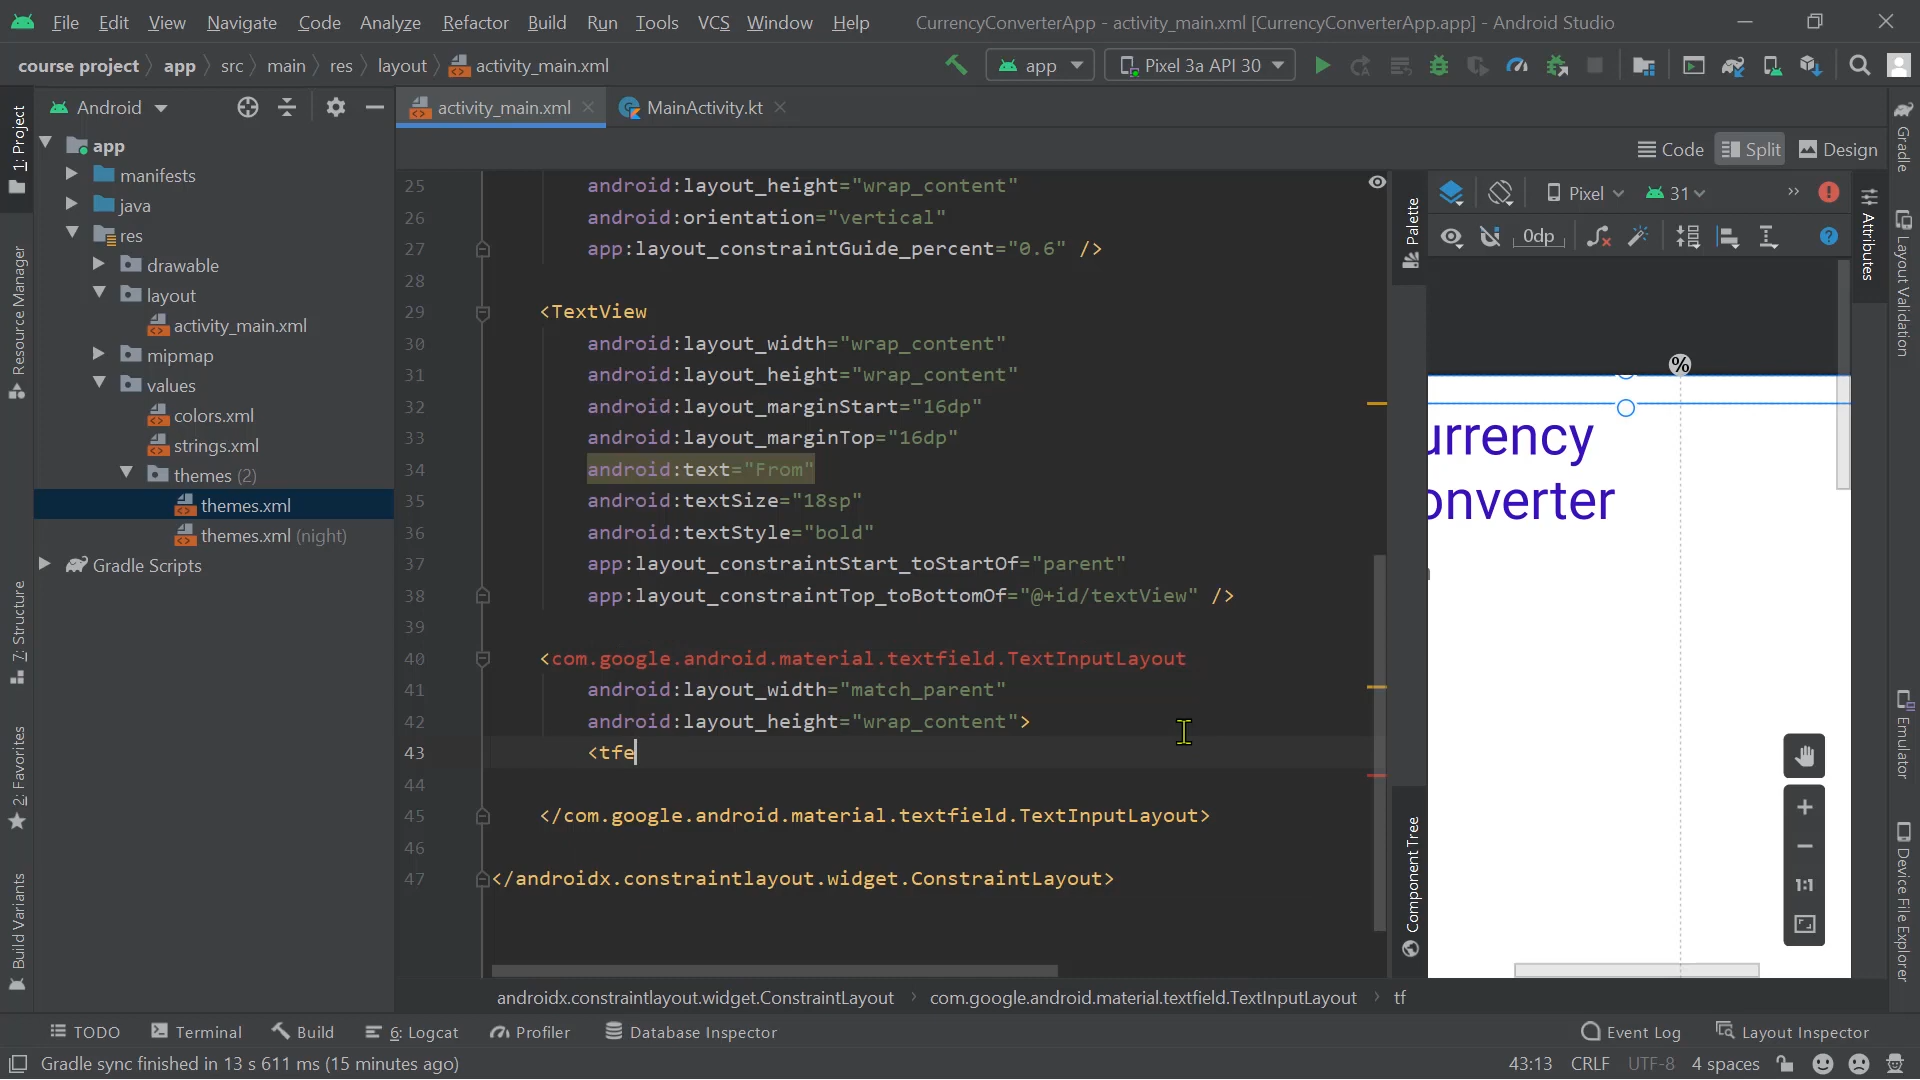 File Edit View Navigate Code Analyze Refactor Build Run Tools VCS Window Help CurrencyConverterApp - activity_main.xml [CurrencyConverterApp.app] - Android Studio
course project app src main res layout activity_main.xml app Pixel 3a API 30
1: Project
Resource Manager
7: Structure
2: Favorites
Build Variants
Android
app
manifests
java
res
drawable
layout
activity_main.xml
mipmap
values
colors.xml
strings.xml
themes (2)
themes.xml
themes.xml (night)
Gradle Scripts
activity_main.xml MainActivity.kt
Code Split Design
25 android:layout_height="wrap_content"
26 android:orientation="vertical"
27 app:layout_constraintGuide_percent="0.6" />
28
29 <TextView
30 android:layout_width="wrap_content"
31 android:layout_height="wrap_content"
32 android:layout_marginStart="16dp"
33 android:layout_marginTop="16dp"
34 android:text="From"
35 android:textSize="18sp"
36 android:textStyle="bold"
37 app:layout_constraintStart_toStartOf="parent"
38 app:layout_constraintTop_toBottomOf="@+id/textView" />
39
40 <com.google.android.material.textfield.TextInputLayout
41 android:layout_width="match_parent"
42 android:layout_height="wrap_content">
43 <tfe
44
45 </com.google.android.material.textfield.TextInputLayout>
46
47 </androidx.constraintlayout.widget.ConstraintLayout>
androidx.constraintlayout.widget.ConstraintLayout com.google.android.material.textfield.TextInputLayout tf
Palette
Component Tree
Pixel 31
0dp
%
urrency
onverter
1:1
Attributes
Gradle
Layout Validation
Emulator
Device File Explorer
TODO Terminal Build 6: Logcat Profiler Database Inspector Event Log Layout Inspector
Gradle sync finished in 13 s 611 ms (15 minutes ago) 43:13 CRLF UTF-8 4 spaces